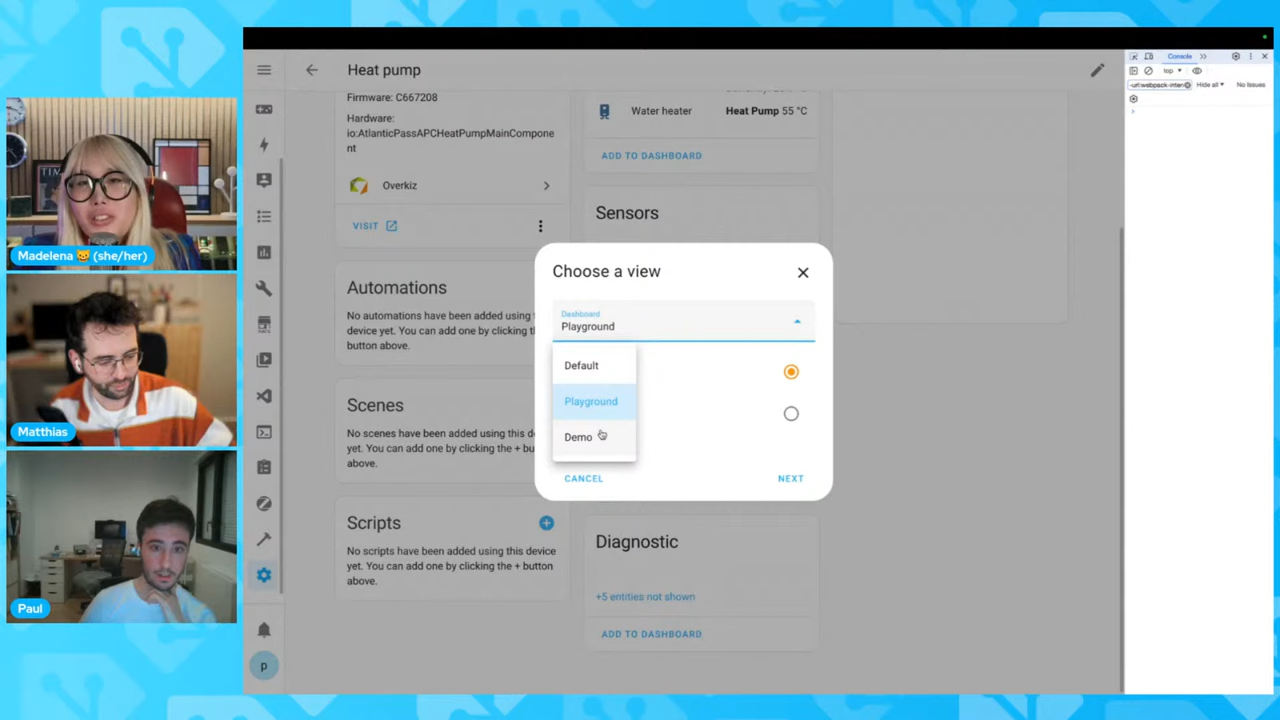 Heat pump
Firmware: C667208
Hardware:
io:AtlanticPassAPCHeatPumpMainCompone
nt
Overkiz
VISIT
Automations
No automations have been added using
device yet. You can add one by clicking the +
button above.
Scenes
No scenes have been added using this d
yet. You can add one by clicking the + b
above.
Scripts
No scripts have been added using this device
yet. You can add one by clicking the + button
above.
Water heater
Heat Pump 55 °C
ADD TO DASHBOARD
Sensors
Choose a view
Dashboard
Playground
Default
Playground
Demo
CANCEL
NEXT
Diagnostic
+5 entities not shown
ADD TO DASHBOARD
Console
top
-url:webpack-intern
Hide all
No Issues
TIM
Madelena 🐱 (she/her)
Matthias
Paul
HACS
p